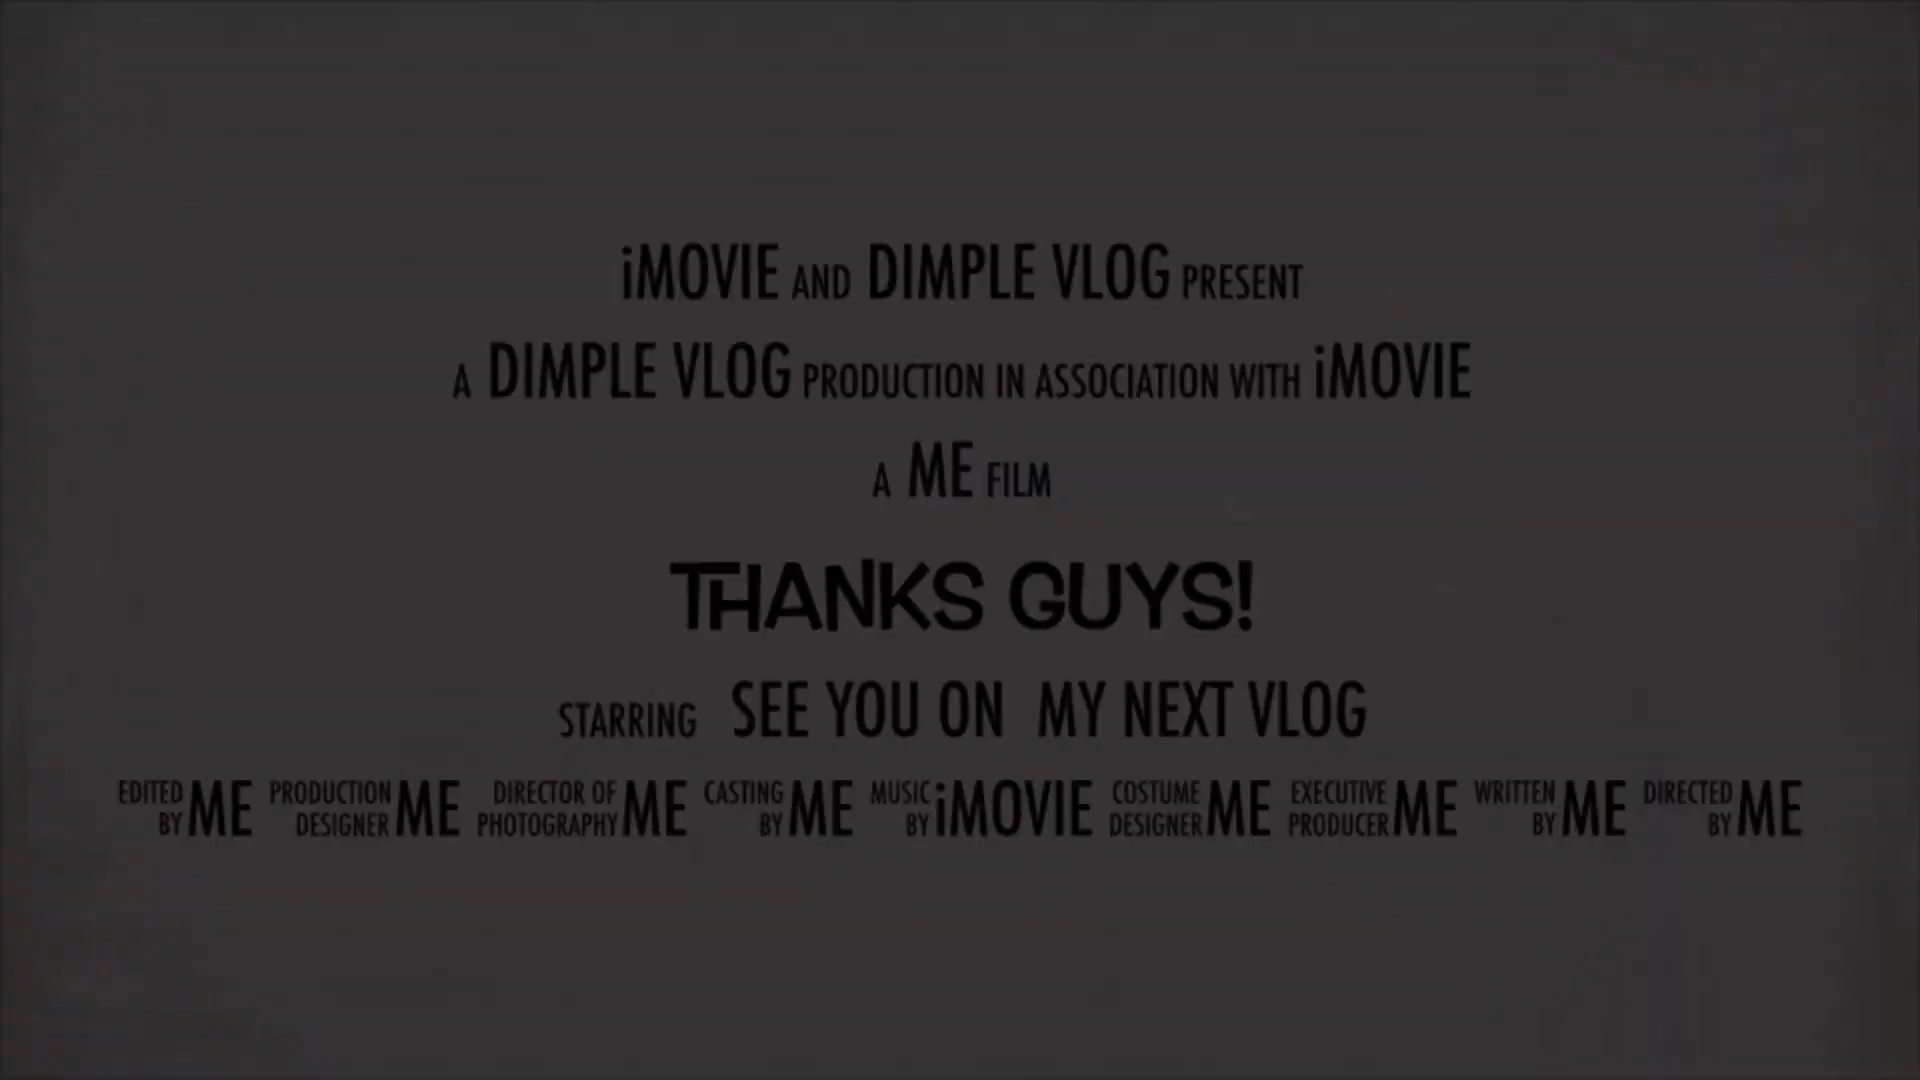 iMOVIE AND DIMPLE VLOG PRESENT
A DIMPLE VLOG PRODUCTION IN ASSOCIATION WITH iMOVIE
A ME FILM
THANKS GUYS!
STARRING SEE YOU ON MY NEXT VLOG
EDITED BY ME PRODUCTION DESIGNER ME DIRECTOR OF PHOTOGRAPHY ME CASTING BY ME MUSIC BY iMOVIE COSTUME DESIGNER ME EXECUTIVE PRODUCER ME WRITTEN BY ME DIRECTED BY ME